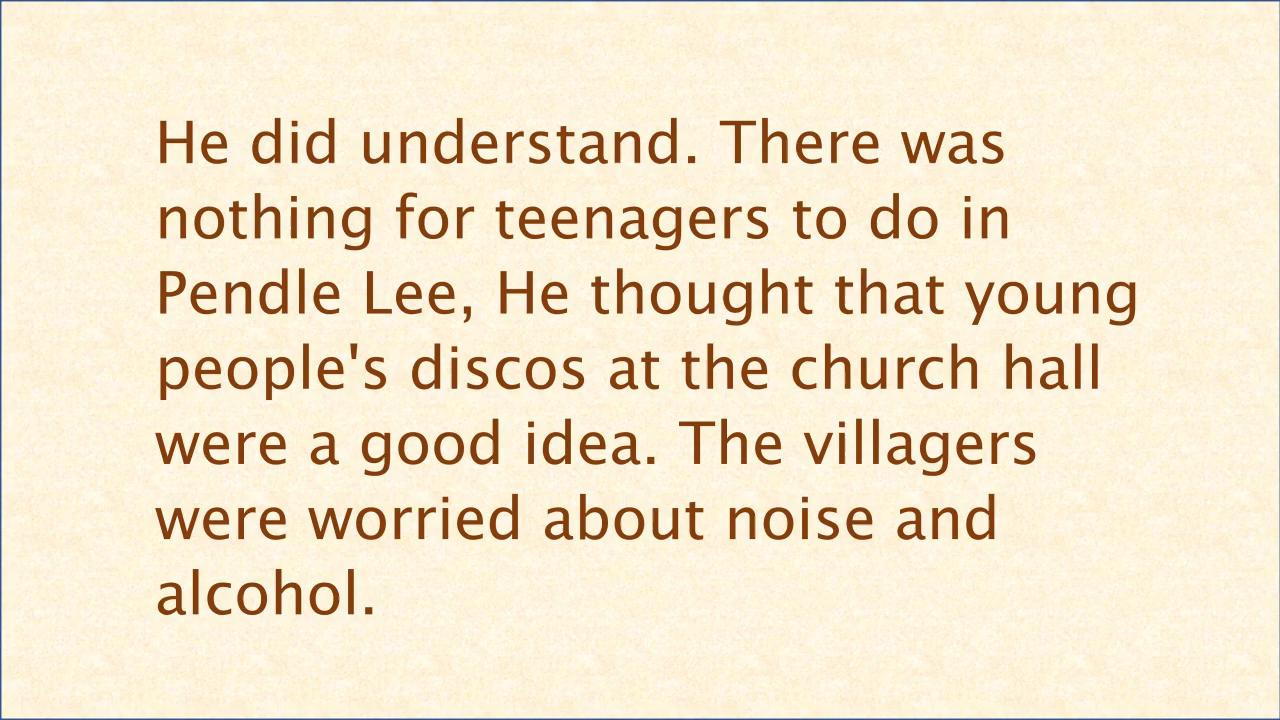 He did understand. There was
nothing for teenagers to do in
Pendle Lee, He thought that young
people's discos at the church hall
were a good idea. The villagers
were worried about noise and
alcohol.